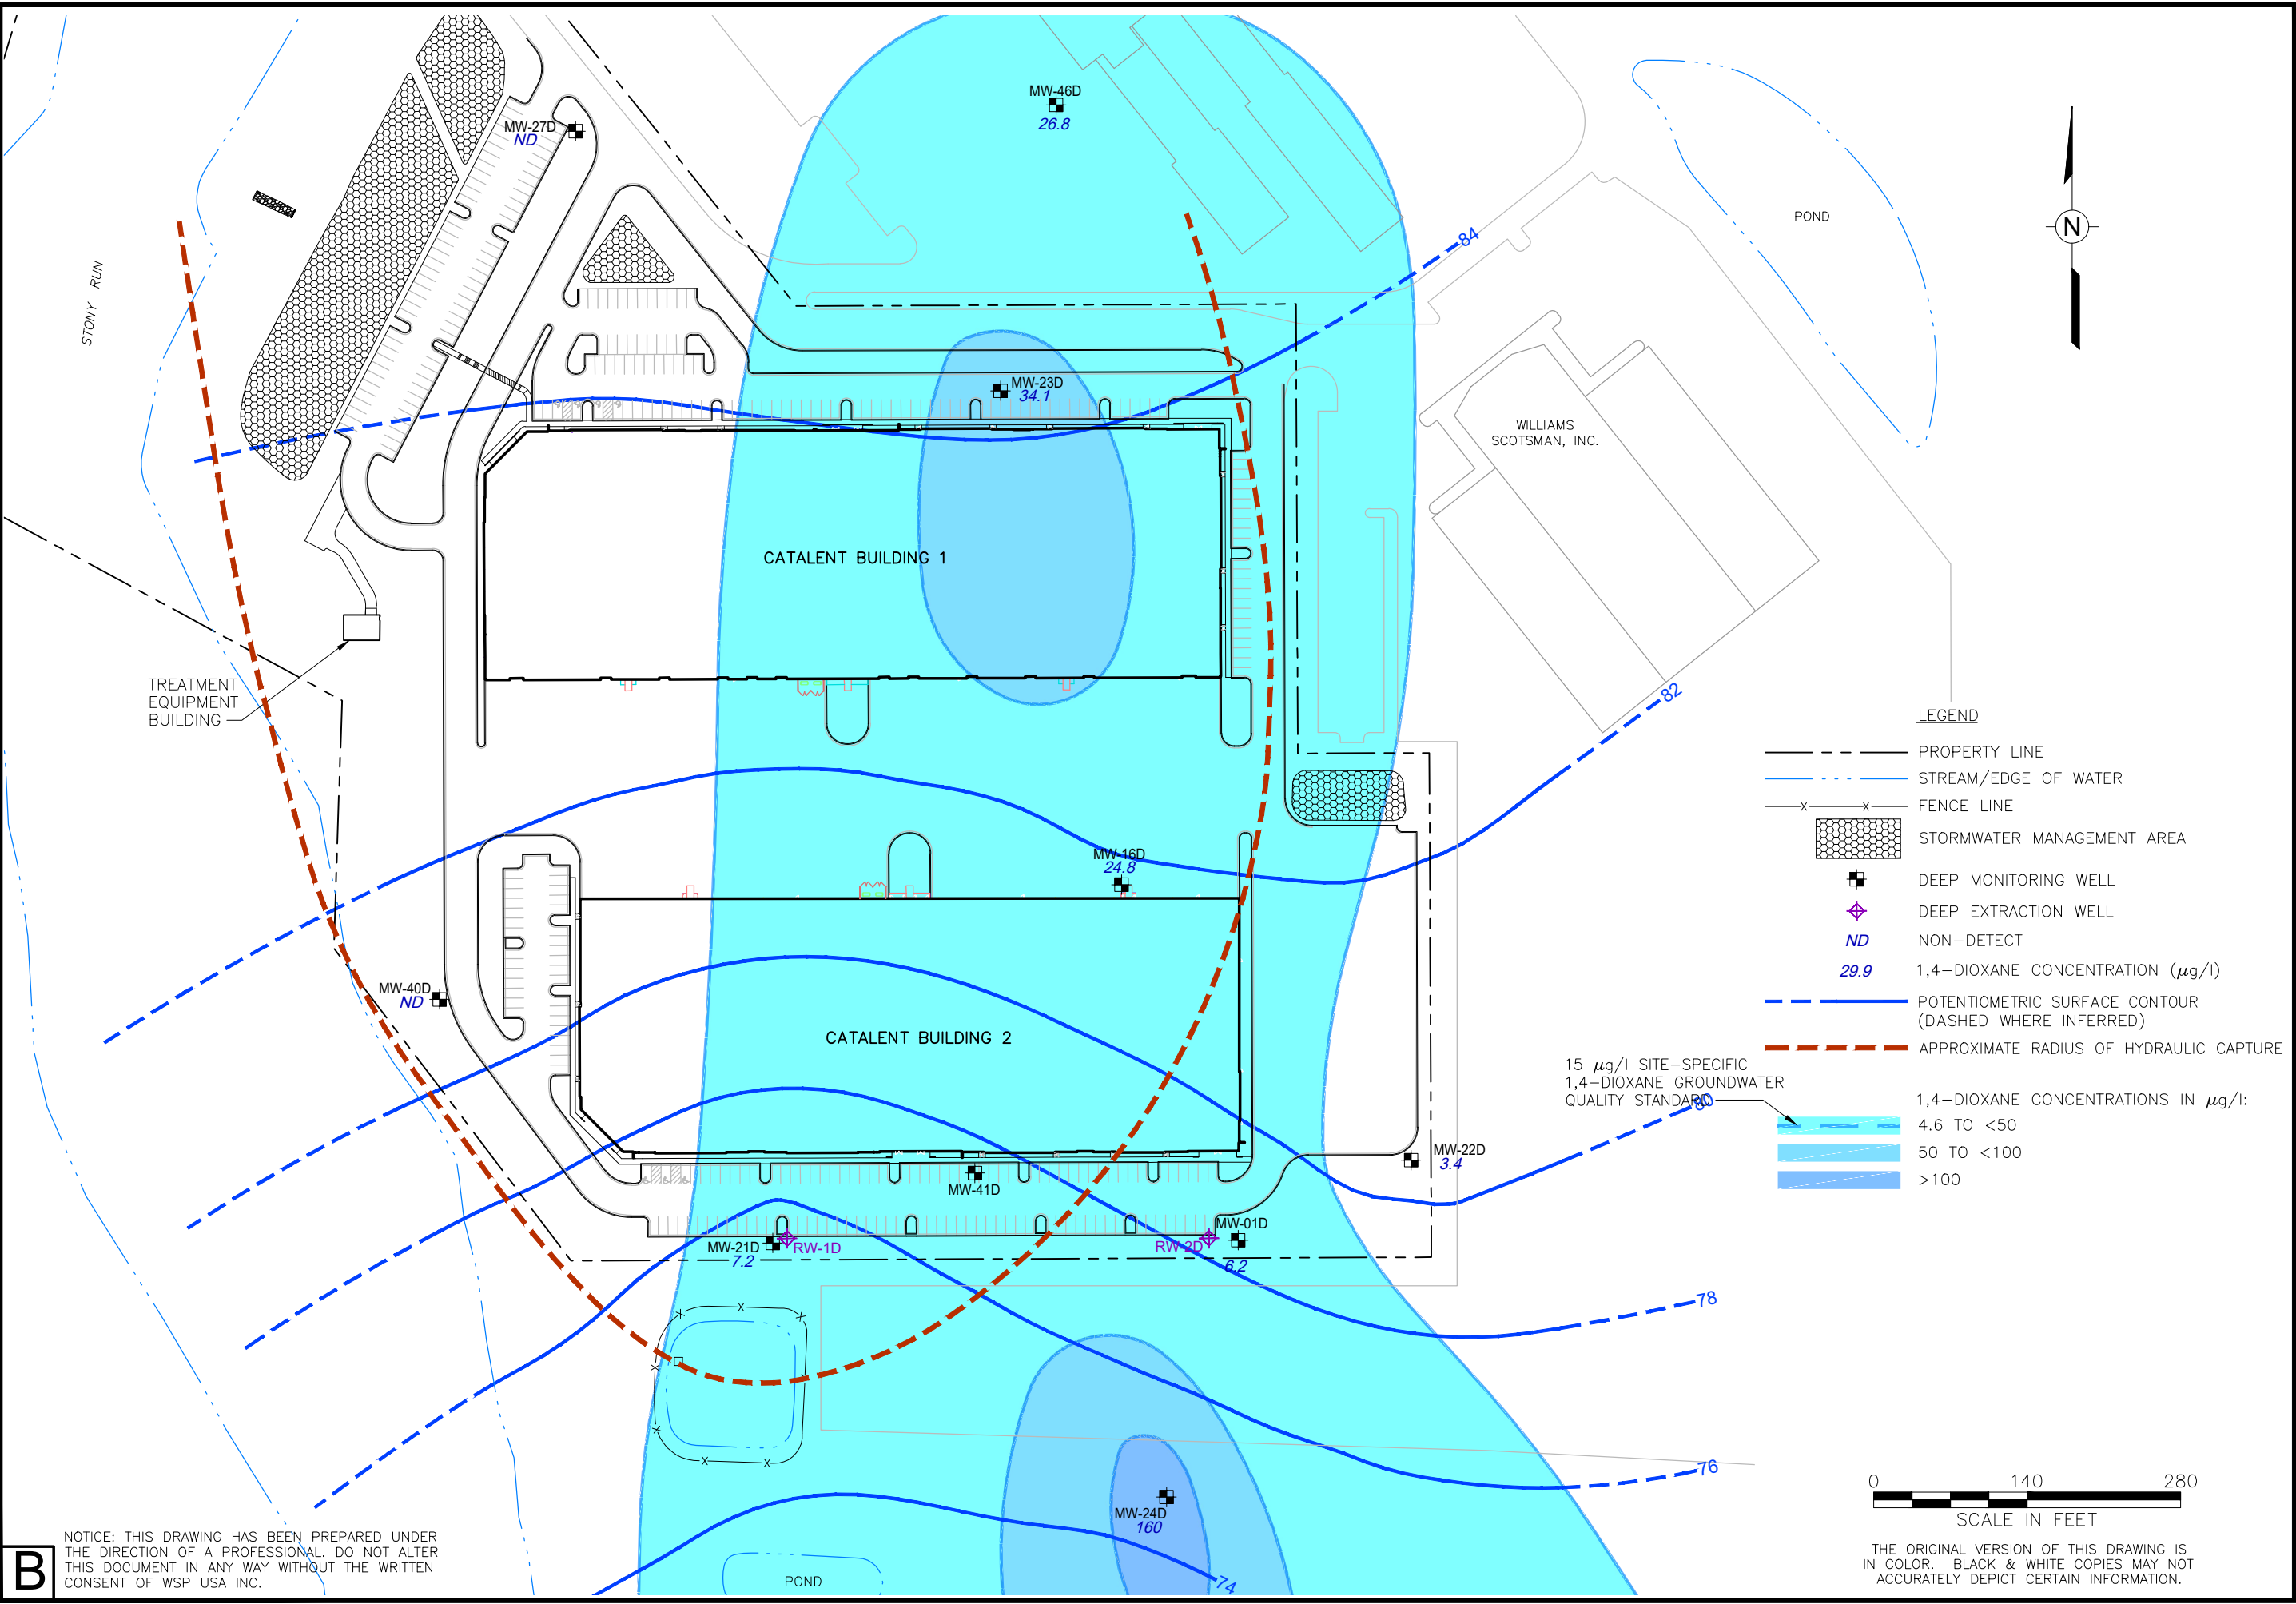 MW-46D
26.8
MW-27D
ND
POND
N
STONY RUN
84
MW-23D
34.1
WILLIAMS
SCOTSMAN, INC.
CATALENT BUILDING 1
TREATMENT
EQUIPMENT
BUILDING
82
LEGEND
PROPERTY LINE
STREAM/EDGE OF WATER
X X
FENCE LINE
STORMWATER MANAGEMENT AREA
DEEP MONITORING WELL
DEEP EXTRACTION WELL
ND
NON-DETECT
29.9
1,4-DIOXANE CONCENTRATION (μg/l)
POTENTIOMETRIC SURFACE CONTOUR
(DASHED WHERE INFERRED)
APPROXIMATE RADIUS OF HYDRAULIC CAPTURE
1,4-DIOXANE CONCENTRATIONS IN μg/l:
4.6 TO <50
50 TO <100
>100
15 μg/l SITE-SPECIFIC
1,4-DIOXANE GROUNDWATER
QUALITY STANDARD
80
MW-16D
24.8
MW-40D
ND
CATALENT BUILDING 2
MW-22D
3.4
MW-41D
MW-01D
MW-21D
RW-1D
RW-2D
7.2
6.2
78
X X X
X X
X X X
76
MW-24D
160
74
POND
0 140 280
SCALE IN FEET
THE ORIGINAL VERSION OF THIS DRAWING IS
IN COLOR. BLACK & WHITE COPIES MAY NOT
ACCURATELY DEPICT CERTAIN INFORMATION.
B
NOTICE: THIS DRAWING HAS BEEN PREPARED UNDER
THE DIRECTION OF A PROFESSIONAL. DO NOT ALTER
THIS DOCUMENT IN ANY WAY WITHOUT THE WRITTEN
CONSENT OF WSP USA INC.